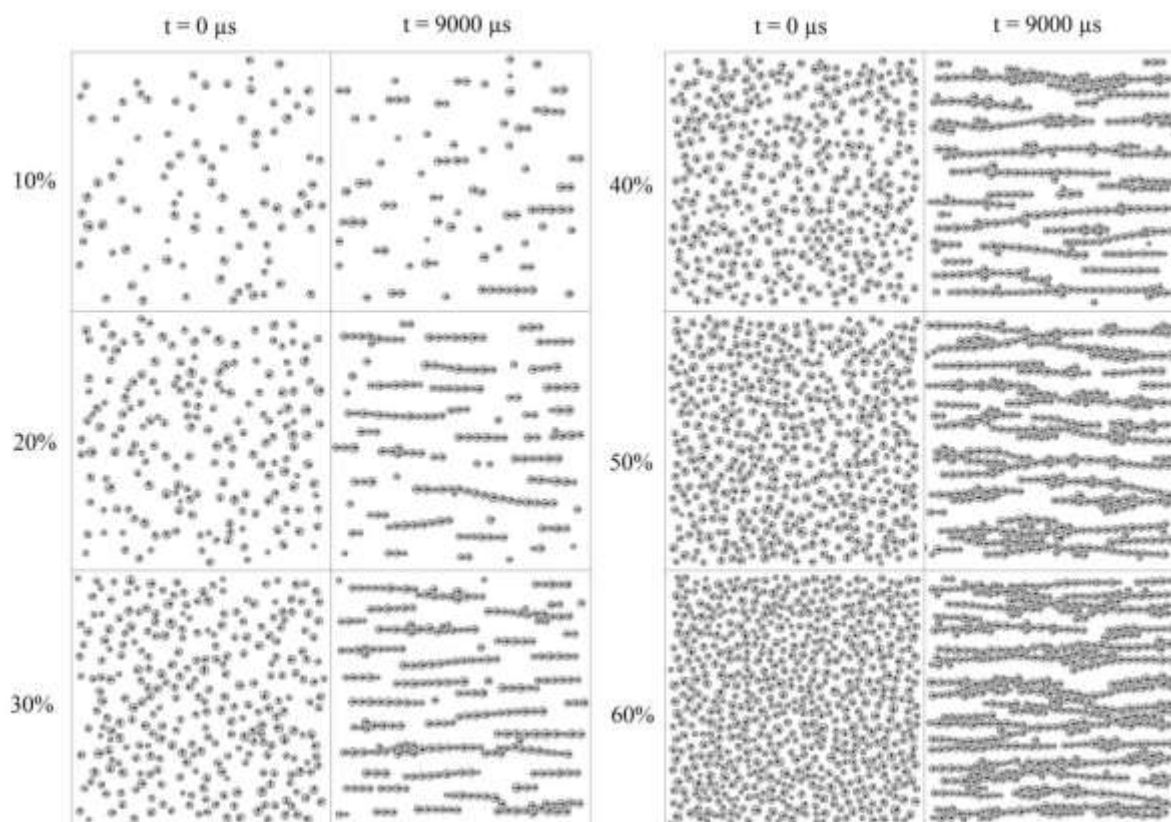 t = 0 µs
t = 9000 µs
t = 0 µs
t = 9000 µs
10%
40%
20%
50%
30%
60%